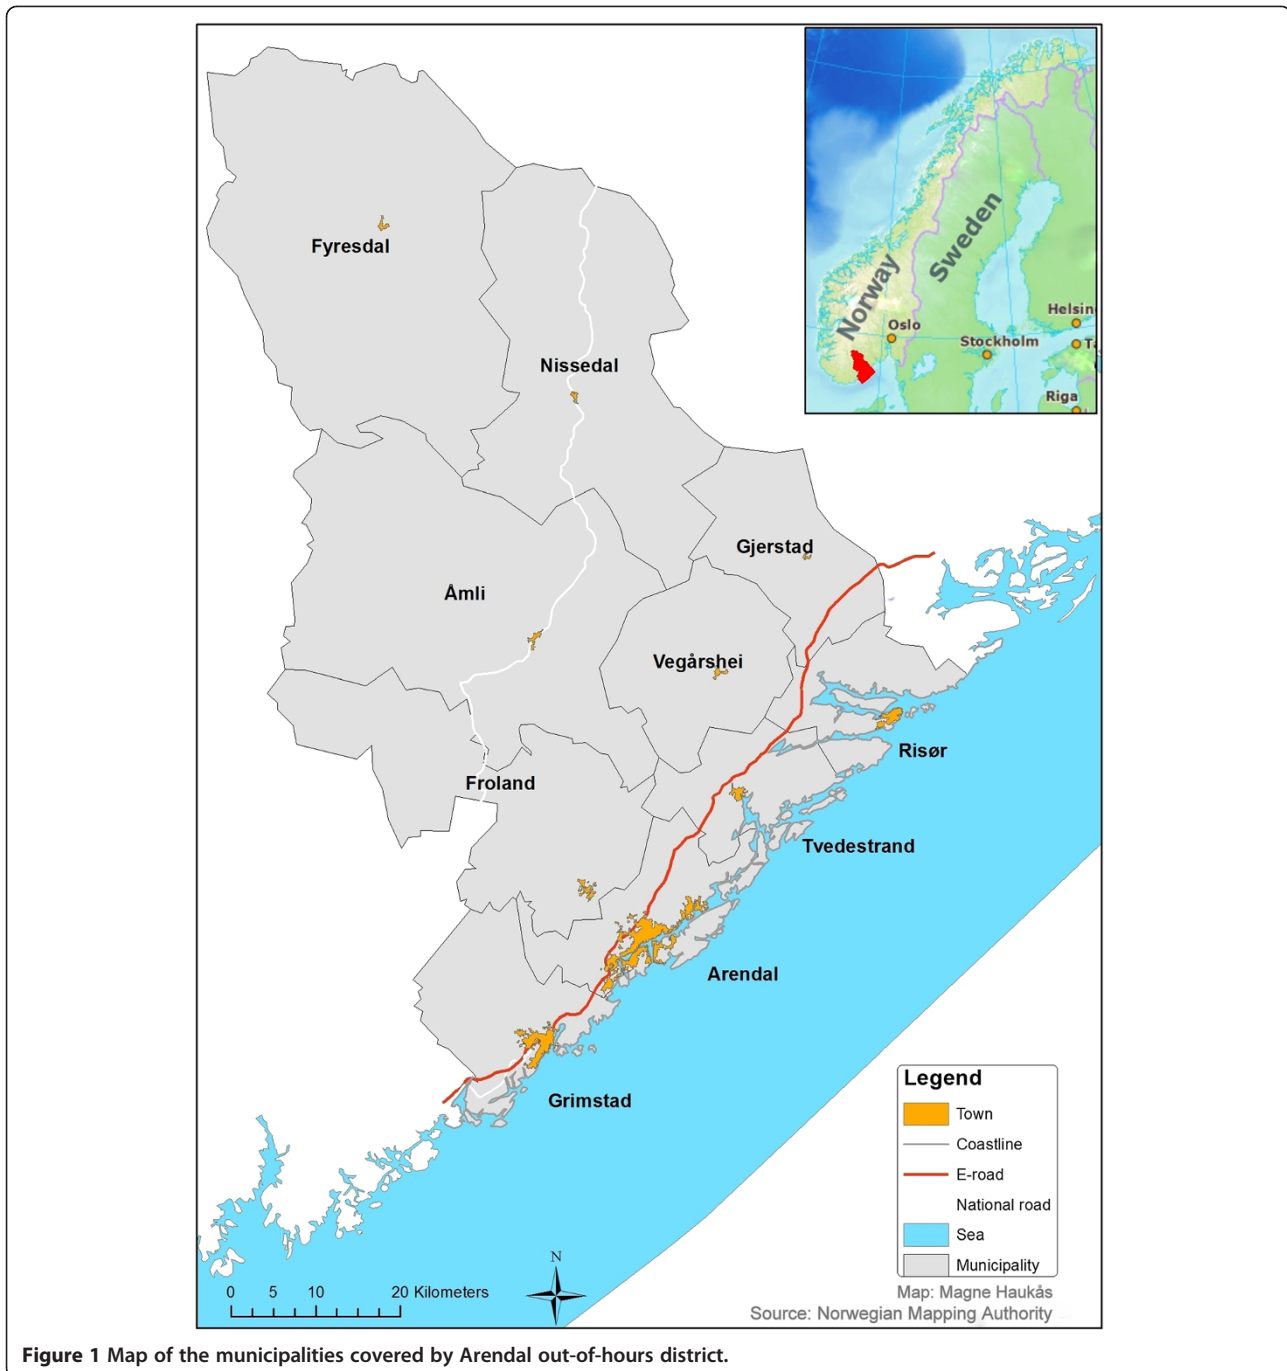 Norway
Sweden
Oslo
Helsin
Stockholm
T
Riga
Fyresdal
Nissedal
Gjerstad
Åmli
Vegårshei
Risør
Froland
Tvedestrand
Arendal
Grimstad
Legend
Town
Coastline
E-road
National road
Sea
Municipality
N
0 5 10 20 Kilometers
Map: Magne Haukås
Source: Norwegian Mapping Authority
Figure 1 Map of the municipalities covered by Arendal out-of-hours district.